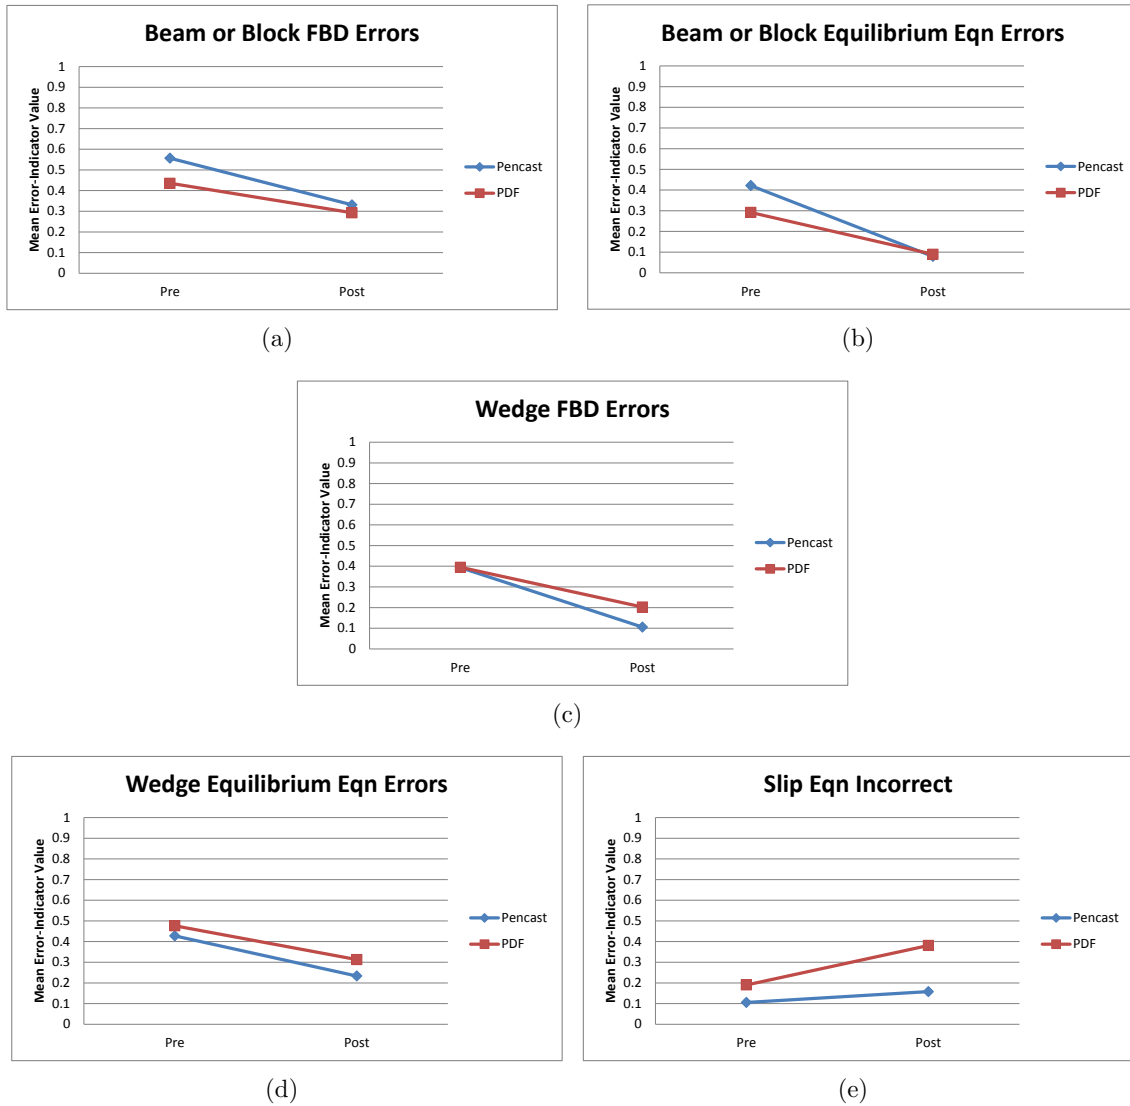 Beam or Block FBD Errors
Mean Error-Indicator Value
1
0.9
0.8
0.7
0.6
0.5
0.4
0.3
0.2
0.1
0
Pre
Post
Pencast
PDF
(a)
Beam or Block Equilibrium Eqn Errors
Mean Error-Indicator Value
1
0.9
0.8
0.7
0.6
0.5
0.4
0.3
0.2
0.1
0
Pre
Post
Pencast
PDF
(b)
Wedge FBD Errors
Mean Error-Indicator Value
1
0.9
0.8
0.7
0.6
0.5
0.4
0.3
0.2
0.1
0
Pre
Post
Pencast
PDF
(c)
Wedge Equilibrium Eqn Errors
Mean Error-Indicator Value
1
0.9
0.8
0.7
0.6
0.5
0.4
0.3
0.2
0.1
0
Pre
Post
Pencast
PDF
(d)
Slip Eqn Incorrect
Mean Error-Indicator Value
1
0.9
0.8
0.7
0.6
0.5
0.4
0.3
0.2
0.1
0
Pre
Post
Pencast
PDF
(e)